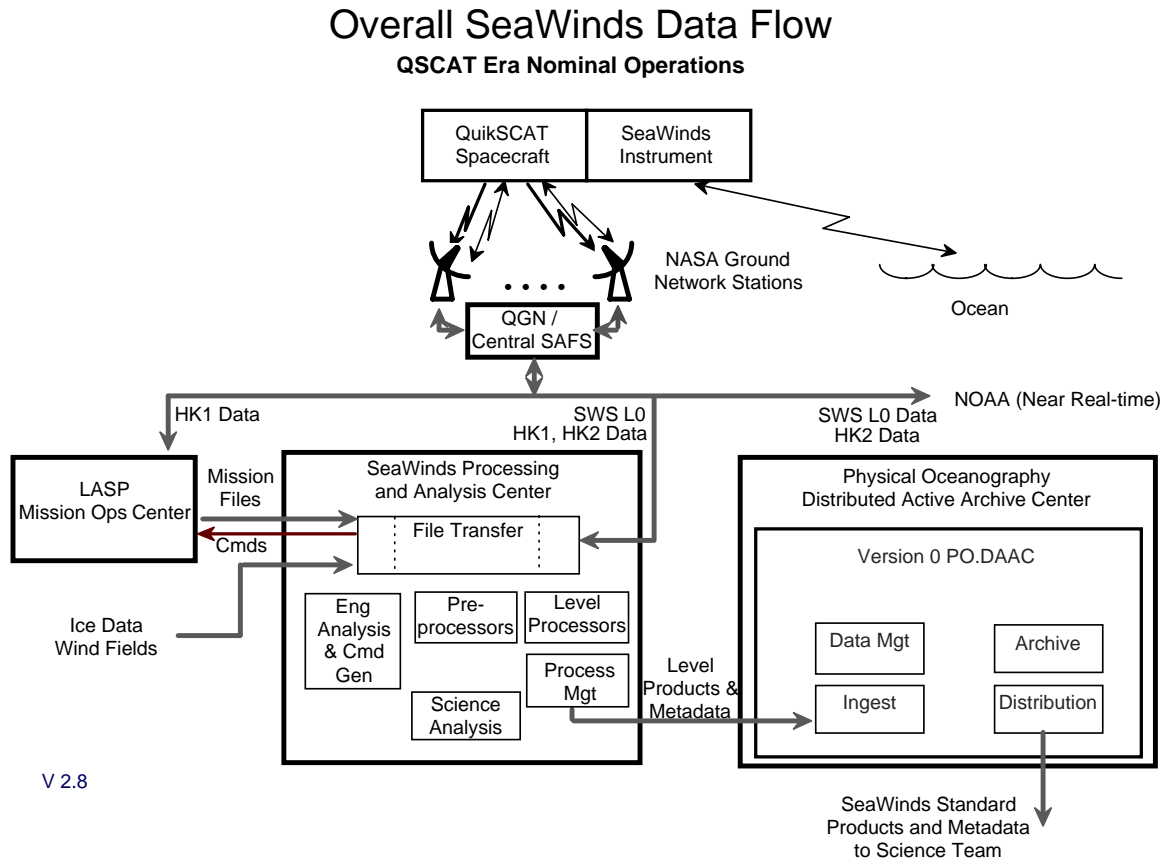 Overall SeaWinds Data Flow
QSCAT Era Nominal Operations
QuikSCAT
Spacecraft
SeaWinds
Instrument
NASA Ground
Network Stations
Ocean
QGN /
Central SAFS
HK1 Data
SWS L0
HK1, HK2 Data
SWS L0 Data
HK2 Data
NOAA (Near Real-time)
LASP
Mission Ops Center
Mission
Files
Cmds
Ice Data
Wind Fields
SeaWinds Processing
and Analysis Center
File Transfer
Eng
Analysis
& Cmd
Gen
Pre-
processors
Level
Processors
Process
Mgt
Science
Analysis
Level
Products &
Metadata
Physical Oceanography
Distributed Active Archive Center
Version 0 PO.DAAC
Data Mgt
Archive
Ingest
Distribution
V 2.8
SeaWinds Standard
Products and Metadata
to Science Team